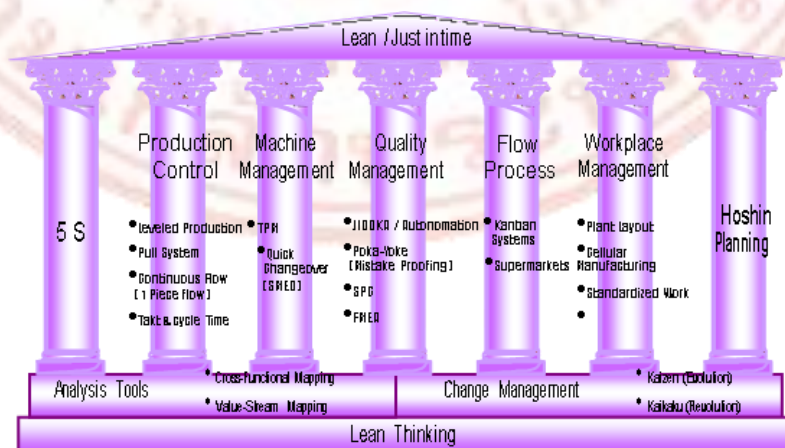 Lean /Just in time
5 S
Production
Control
Leveled Production
Pull System
Continuous Flow
[1 Piece flow]
Takt & cycle Time
Machine
Management
TPM
Quick
Changeover
[SMED]
Quality
Management
JIDOKA / Autonomation
Poka-Yoke
[Mistake Proofing]
SPC
FMEA
Flow
Process
Kanban
Systems
Supermarkets
Workplace
Management
Plant Layout
Cellular
Manufacturing
Standardized Work
Hoshin
Planning
Analysis Tools
Cross-Functional Mapping
Value-Stream Mapping
Change Management
Kaizen (Evolution)
Kaikaku (Revolution)
Lean Thinking